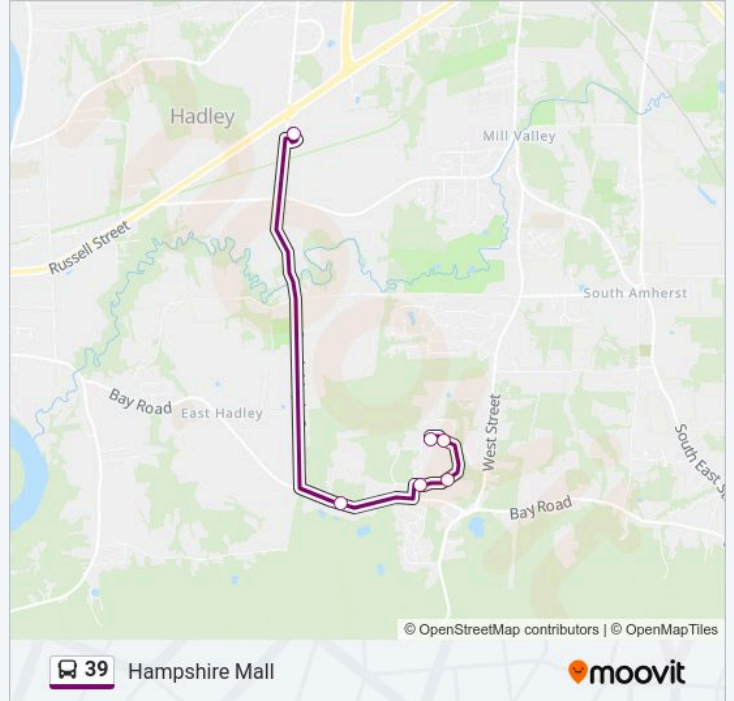 Hadley
Mill Valley
Russell Street
South Amherst
Bay Road
East Hadley
West Street
South East S
Bay Road
© OpenStreetMap contributors | © OpenMapTiles
39 Hampshire Mall
moovit